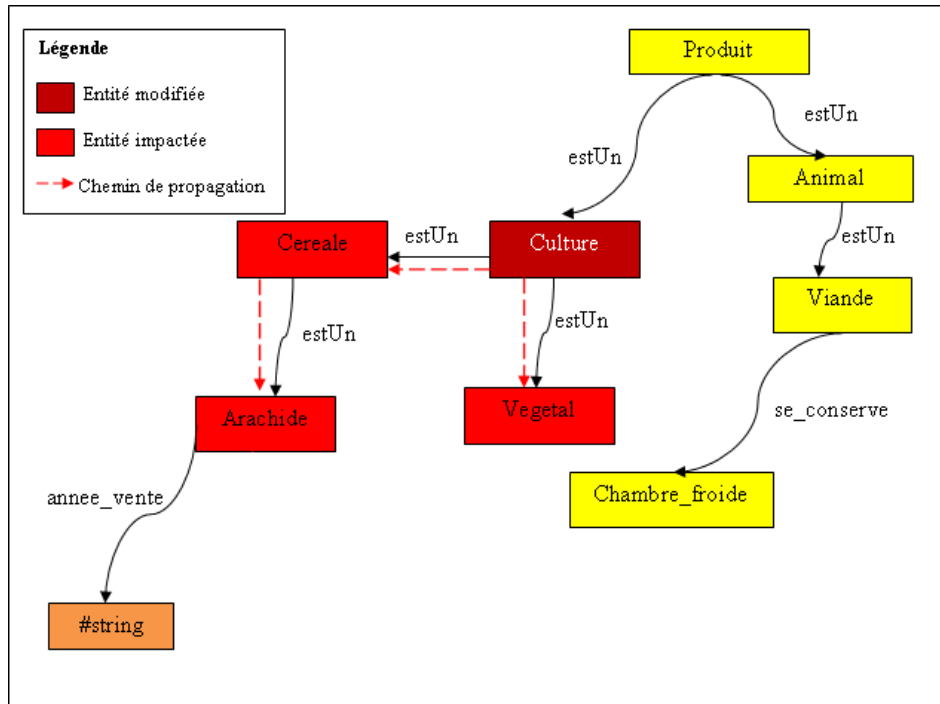 Légende
Entité modifiée
Entité impactée
Chemin de propagation
Produit
estUn
estUn
Animal
Cereale
estUn
Culture
estUn
Viande
estUn
estUn
Arachide
Vegetal
se_conserve
annee_vente
Chambre_froide
#string